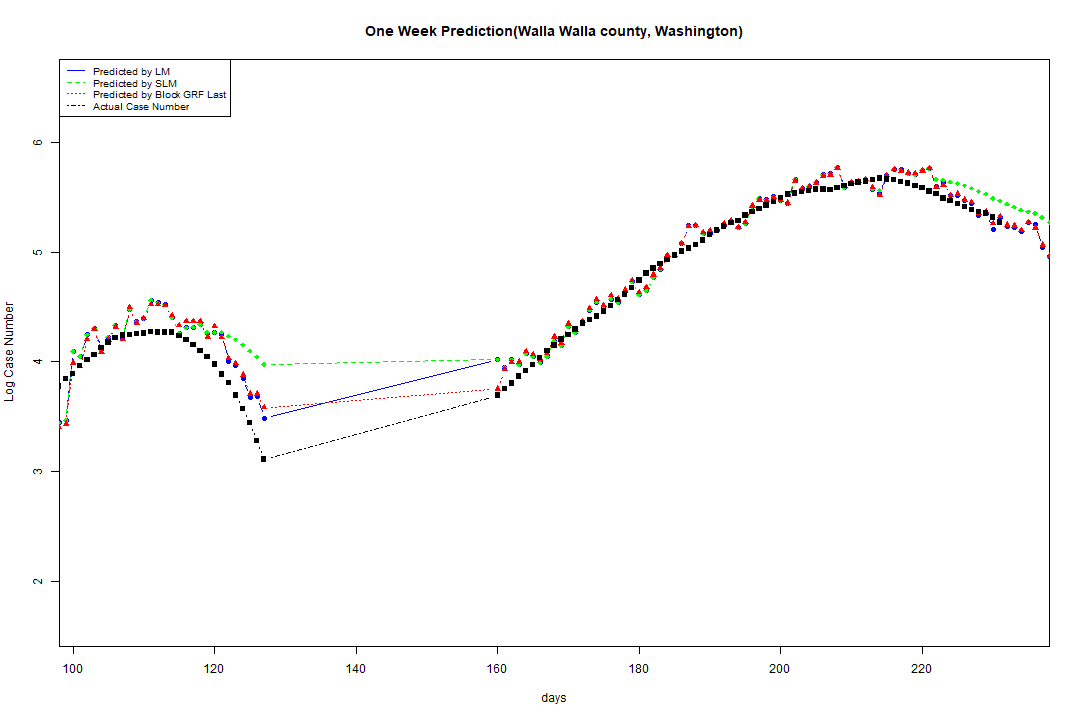 One Week Prediction(Walla Walla county, Washington)
Predicted by LM
Predicted by SLM
Predicted by Block GRF Last
Actual Case Number
Log Case Number
6
5
4
3
2
100 120 140 160 180 200 220
days